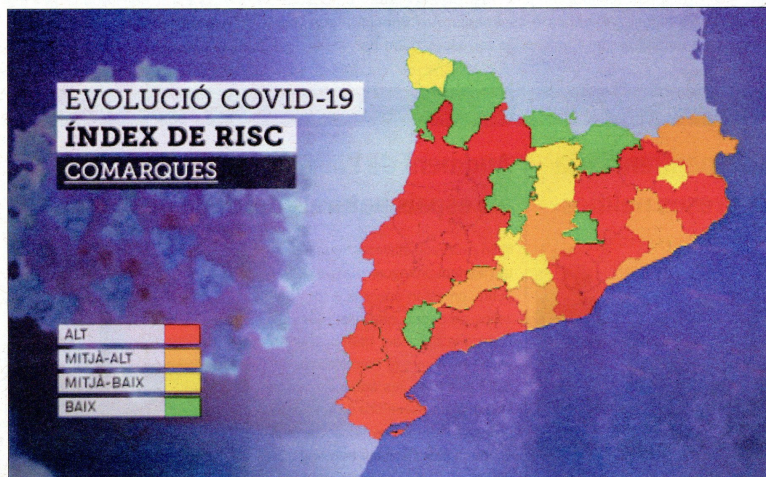 EVOLUCIÓ COVID-19
ÍNDEX DE RISC
COMARQUES
ALT
MITJÀ-ALT
MITJÀ-BAIX
BAIX